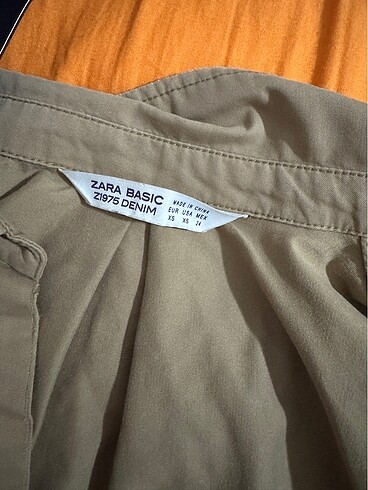 ZARA BASIC
Z1975 DENIM
MADE IN CHINA
EUR USA MEX
XS XS 24